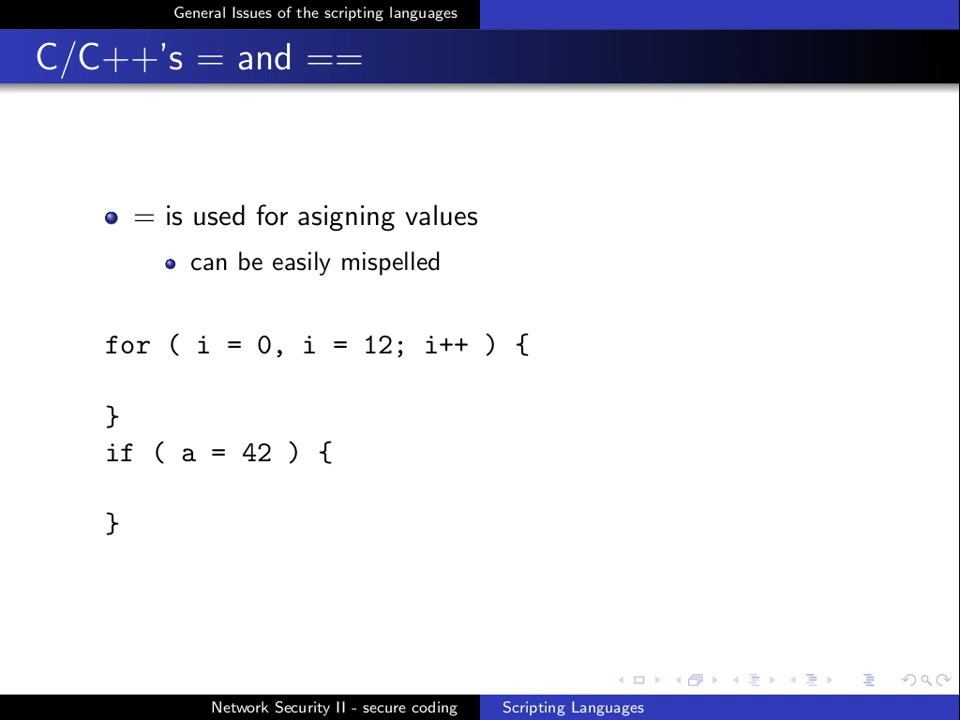 General Issues of the scripting languages
C/C++'s = and ==
= is used for asigning values
can be easily mispelled
for ( i = 0, i = 12; i++ ) {
}
if ( a = 42 ) {
}
Network Security II - secure coding
Scripting Languages